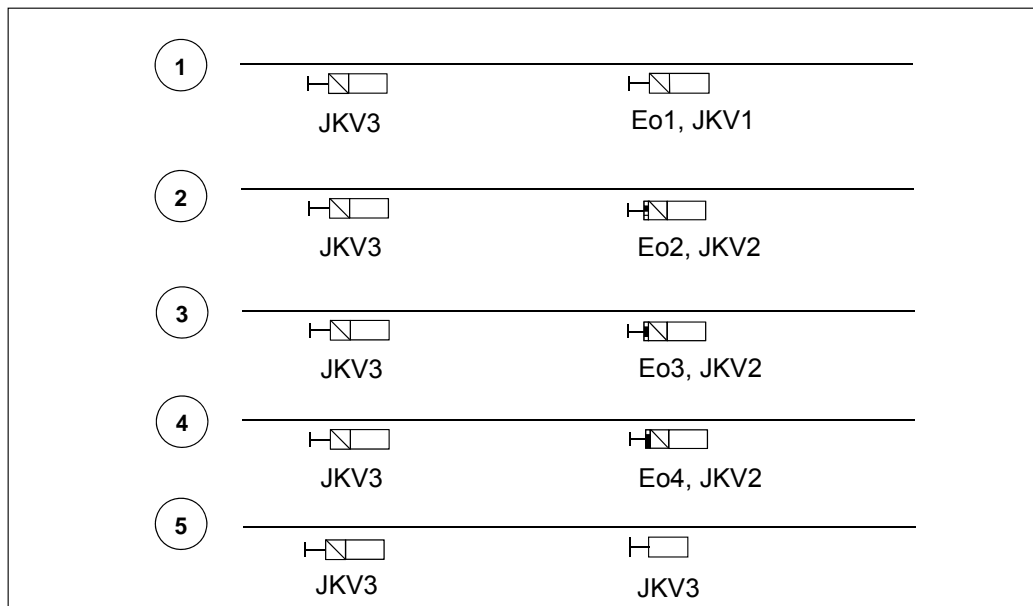 1
JKV3 Eo1, JKV1
2
JKV3 Eo2, JKV2
3
JKV3 Eo3, JKV2
4
JKV3 Eo4, JKV2
5
JKV3 JKV3